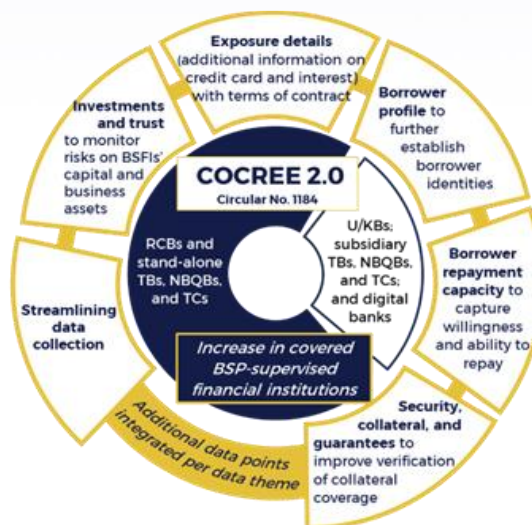 Exposure details
(additional information on
credit card and interest)
with terms of contract
Borrower
profile to
further
establish
borrower
identities
Borrower
repayment
capacity to
capture
willingness
and ability to
repay
Security,
collateral, and
guarantees to
improve verification
of collateral
coverage
Streamlining
data
collection
Investments
and trust
to monitor
risks on BSFIs'
capital and
business
assets
COCREE 2.0
Circular No. 1184
RCBs and
stand-alone
TBs, NBQBs,
and TCs
U/KBs;
subsidiary
TBs, NBQBs,
and TCs;
and digital
banks
Increase in covered
BSP-supervised
financial institutions
Additional data points
integrated per data theme